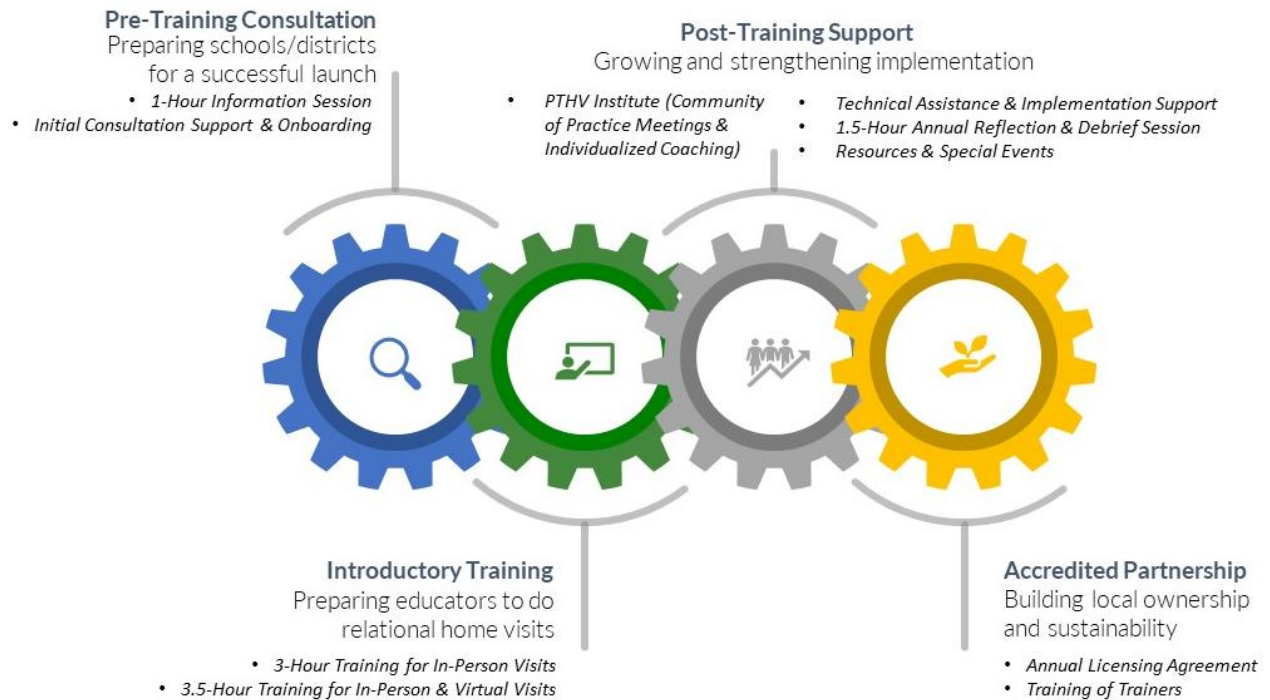 Pre-Training Consultation
Preparing schools/districts
for a successful launch
• 1-Hour Information Session
• Initial Consultation Support & Onboarding
Post-Training Support
Growing and strengthening implementation
• PTHV Institute (Community
of Practice Meetings &
Individualized Coaching)
• Technical Assistance & Implementation Support
• 1.5-Hour Annual Reflection & Debrief Session
• Resources & Special Events
Introductory Training
Preparing educators to do
relational home visits
• 3-Hour Training for In-Person Visits
• 3.5-Hour Training for In-Person & Virtual Visits
Accredited Partnership
Building local ownership
and sustainability
• Annual Licensing Agreement
• Training of Trainers